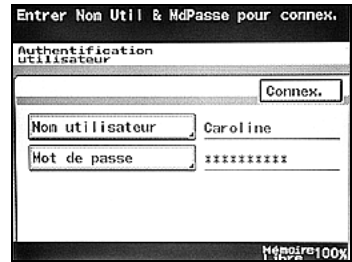 Entrer Nom Util & MdPasse pour connex.
Authentification
utilisateur
Connex.
Nom utilisateur
Caroline
Mot de passe
**********
Mémoire
Libre 100%